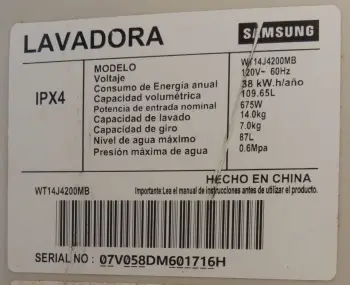 LAVADORA SAMSUNG
IPX4
MODELO WT14J4200MB
Voltaje 120V~ 60Hz
Consumo de Energía anual 38 kW.h/año
Capacidad volumétrica 109.65L
Potencia de entrada nominal 675W
Capacidad de lavado 14.0kg
Capacidad de giro 7.0kg
Nivel de agua máximo 87L
Presión máxima de agua 0.6Mpa
HECHO EN CHINA
WT14J4200MB Importante:Lee el manual de instrucciones antes de utilizar el producto.
SERIAL NO : 07V058DM601716H